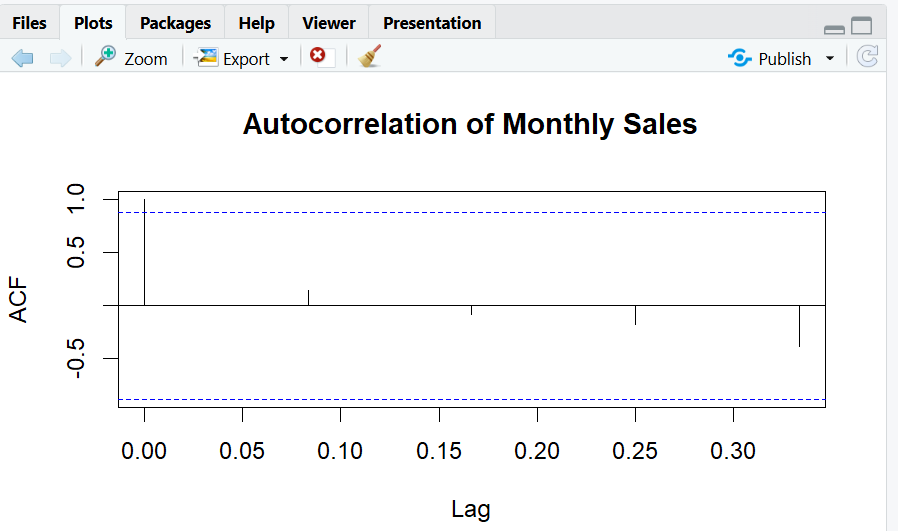 Files Plots Packages Help Viewer Presentation
Zoom Export Publish
Autocorrelation of Monthly Sales
1.0
0.5
-0.5
ACF
0.00 0.05 0.10 0.15 0.20 0.25 0.30
Lag